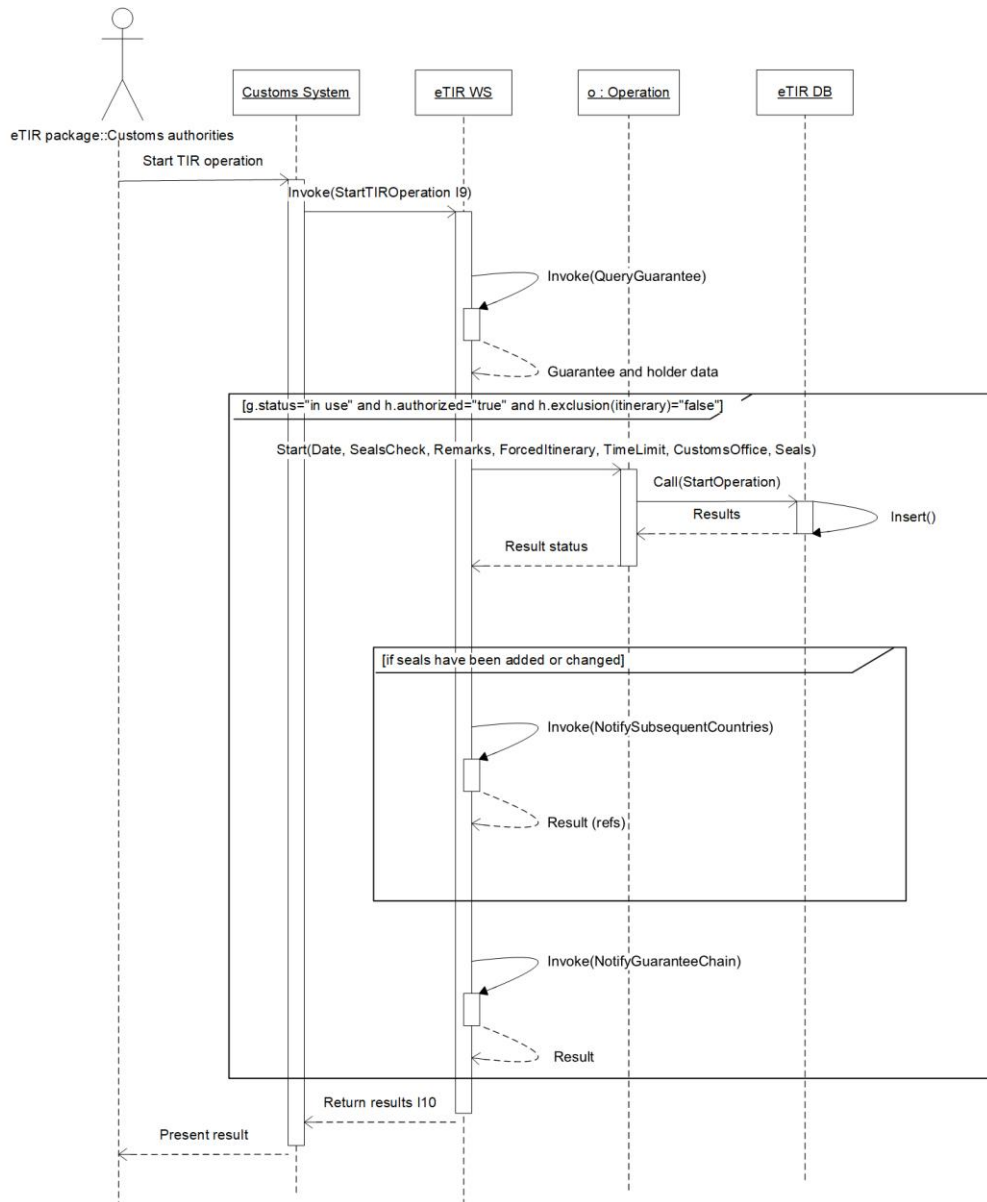 Customs System
eTIR WS
o : Operation
eTIR DB
eTIR package::Customs authorities
Start TIR operation
Invoke(StartTIROperation I9)
Invoke(QueryGuarantee)
Guarantee and holder data
[g.status="in use" and h.authorized="true" and h.exclusion(itinerary)="false"]
Start(Date, SealsCheck, Remarks, ForcedItinerary, TimeLimit, CustomsOffice, Seals)
Call(StartOperation)
Results
Insert()
Result status
[if seals have been added or changed]
Invoke(NotifySubsequentCountries)
Result (refs)
Invoke(NotifyGuaranteeChain)
Result
Return results I10
Present result